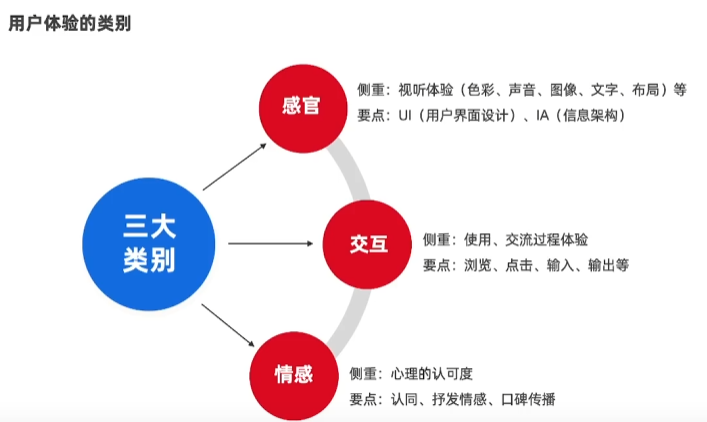 用户体验的类别
感官
侧重：视听体验（色彩、声音、图像、文字、布局）等
要点：UI（用户界面设计）、IA（信息架构）
三大
类别
交互
侧重：使用、交流过程体验
要点：浏览、点击、输入、输出等
情感
侧重：心理的认可度
要点：认同、抒发情感、口碑传播